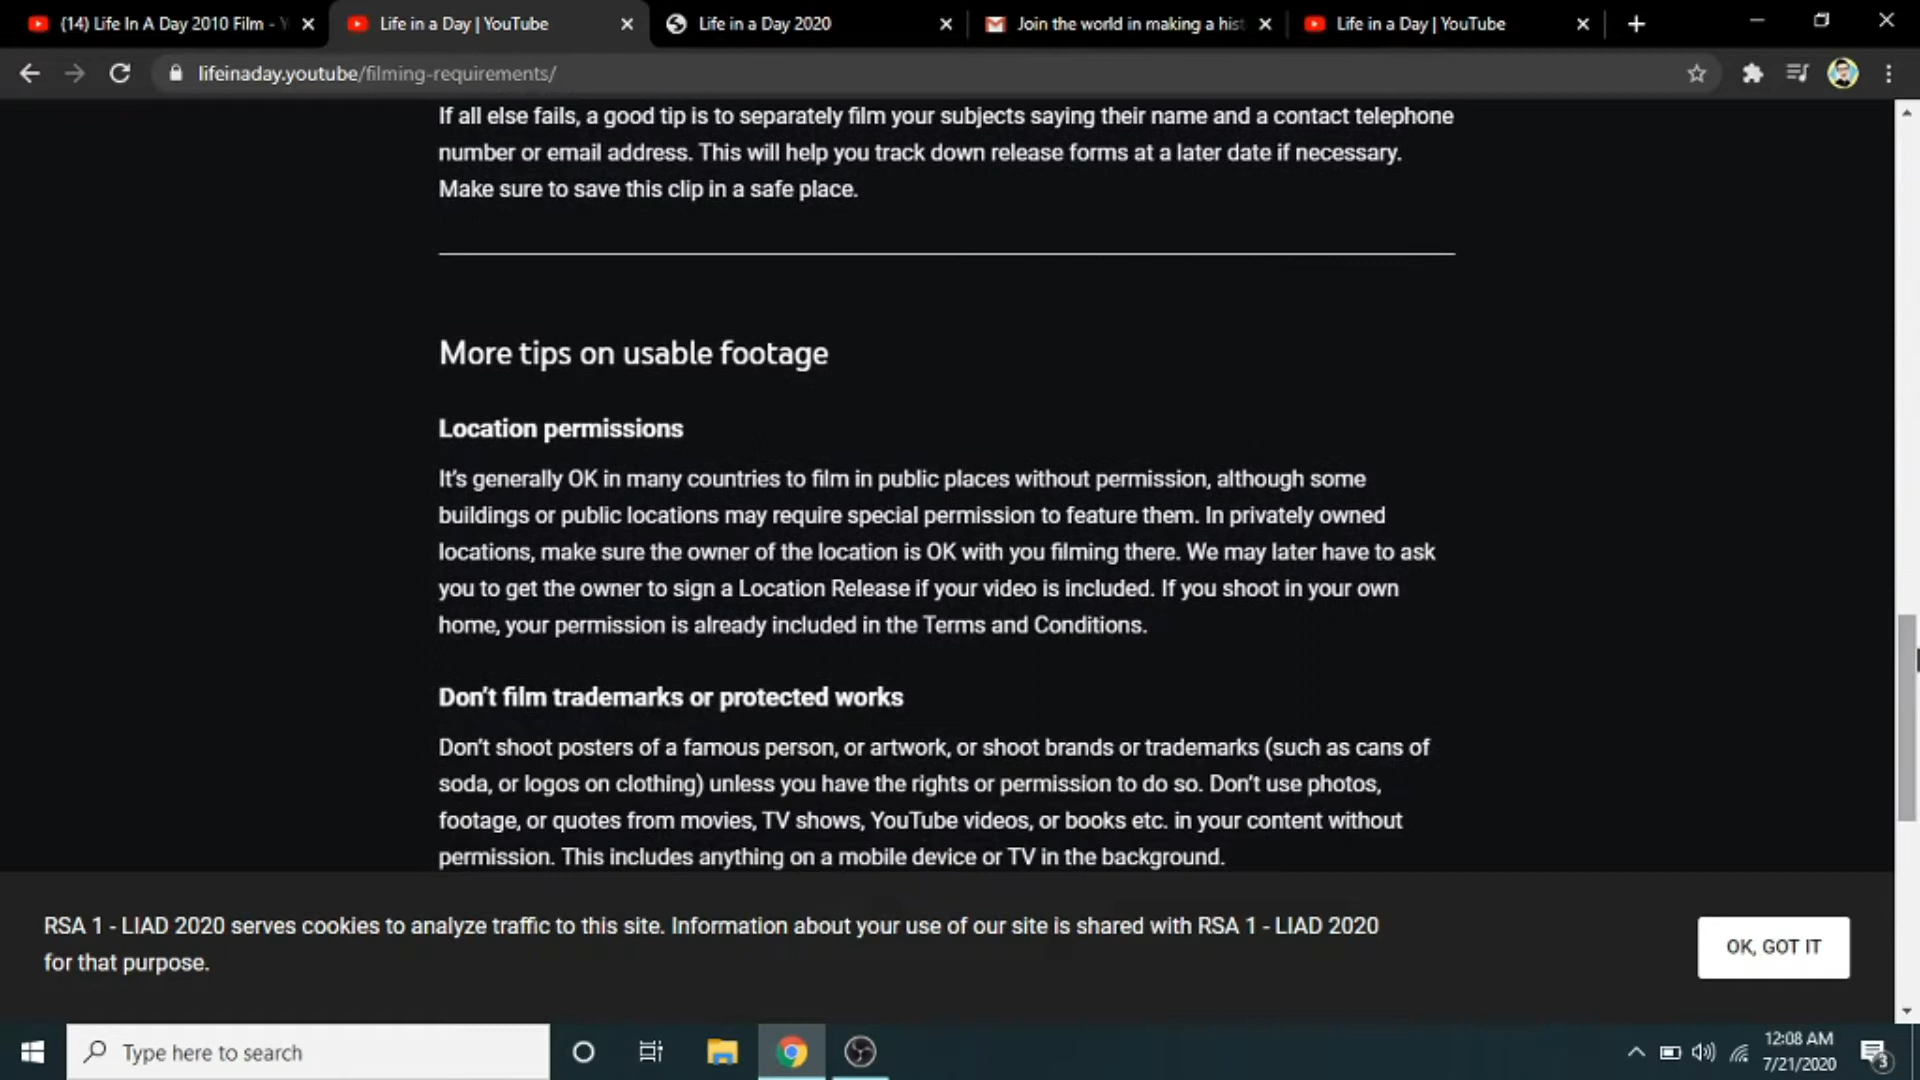 (14) Life In A Day 2010 Film -
Life in a Day | YouTube
Life in a Day 2020
Join the world in making a his
Life in a Day | YouTube
lifeinaday.youtube/filming-requirements/
If all else fails, a good tip is to separately film your subjects saying their name and a contact telephone
number or email address. This will help you track down release forms at a later date if necessary.
Make sure to save this clip in a safe place.
More tips on usable footage
Location permissions
It's generally OK in many countries to film in public places without permission, although some
buildings or public locations may require special permission to feature them. In privately owned
locations, make sure the owner of the location is OK with you filming there. We may later have to ask
you to get the owner to sign a Location Release if your video is included. If you shoot in your own
home, your permission is already included in the Terms and Conditions.
Don't film trademarks or protected works
Don't shoot posters of a famous person, or artwork, or shoot brands or trademarks (such as cans of
soda, or logos on clothing) unless you have the rights or permission to do so. Don't use photos,
footage, or quotes from movies, TV shows, YouTube videos, or books etc. in your content without
permission. This includes anything on a mobile device or TV in the background.
RSA 1 - LIAD 2020 serves cookies to analyze traffic to this site. Information about your use of our site is shared with RSA 1 - LIAD 2020
for that purpose.
OK, GOT IT
Type here to search
12:08 AM
7/21/2020
3